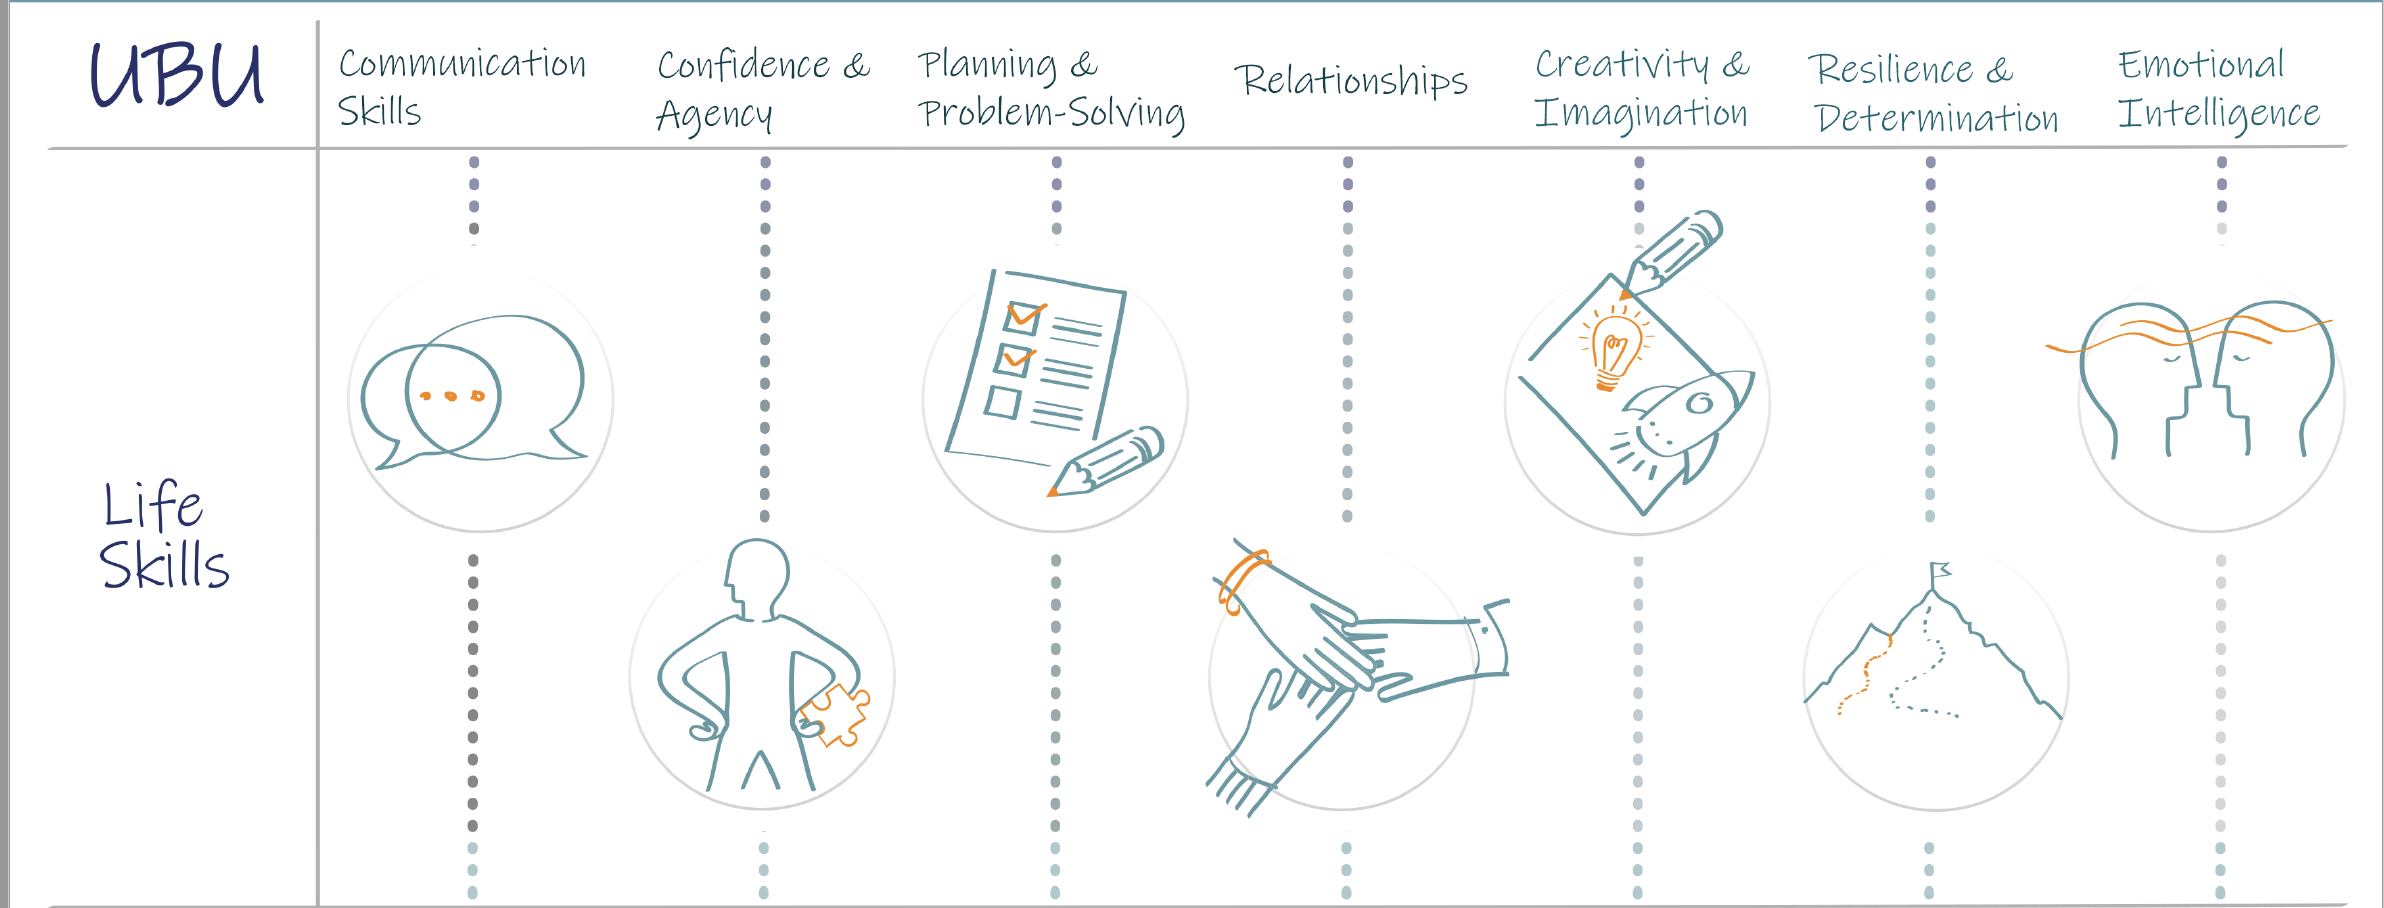 UBU
Communication
Skills
Confidence &
Agency
Planning &
Problem-Solving
Relationships
Creativity &
Imagination
Resilience &
Determination
Emotional
Intelligence
Life
Skills